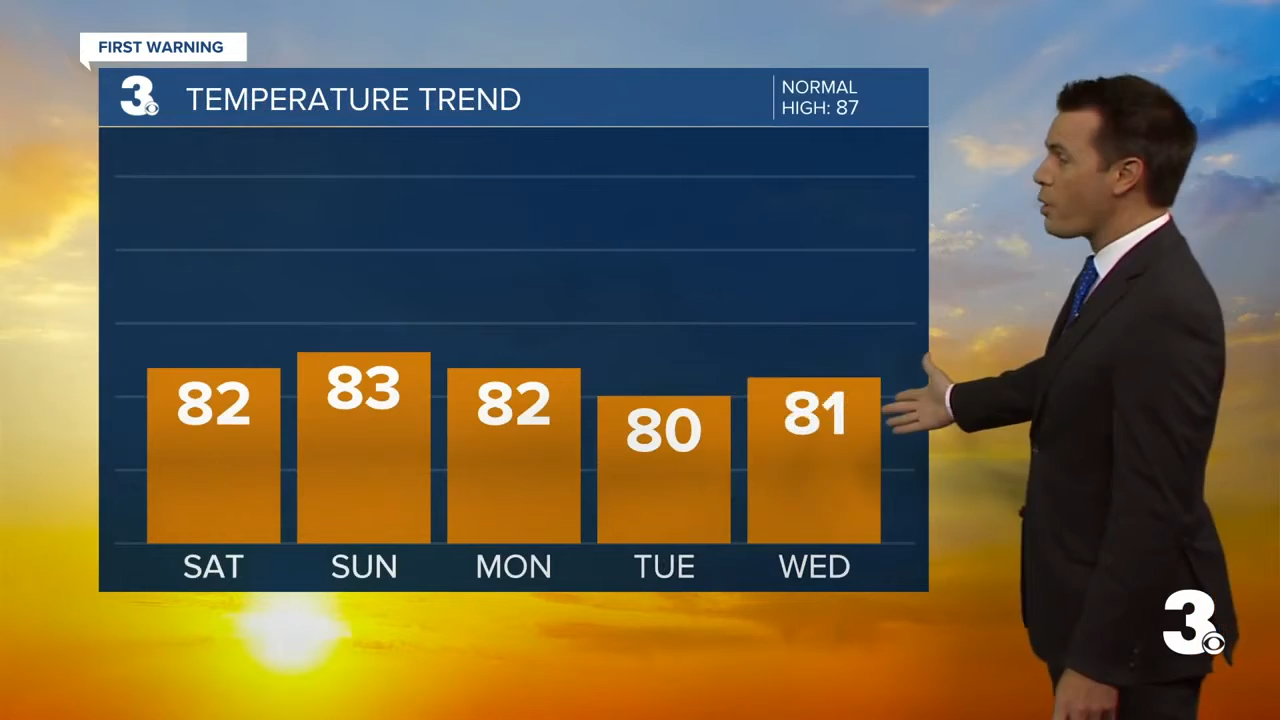 FIRST WARNING
3
TEMPERATURE TREND
NORMAL
HIGH: 87
82
83
82
80
81
SAT
SUN
MON
TUE
WED
3